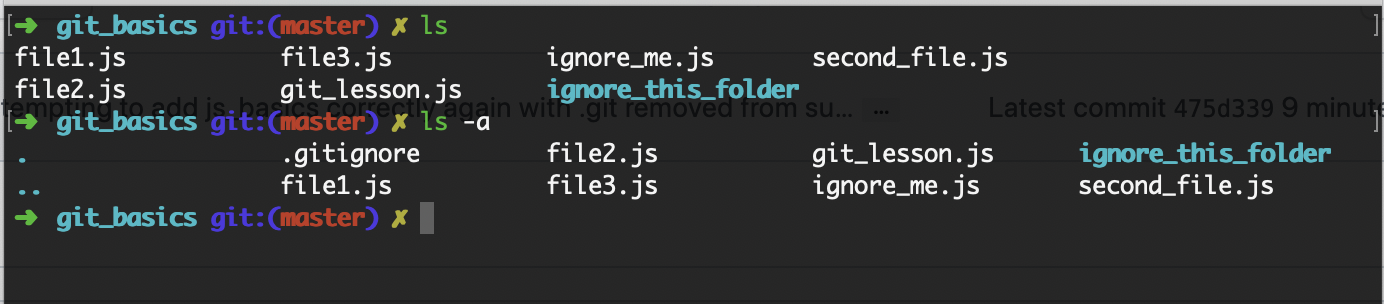 [➜ git_basics git:(master) ✗ ls ]
file1.js file3.js ignore_me.js second_file.js
file2.js git_lesson.js ignore_this_folder
tempting to add js_basics correctly again with .git removed from su... ... Latest commit 475d339 9 minute
[➜ git_basics git:(master) ✗ ls -a ]
. .gitignore file2.js git_lesson.js ignore_this_folder
.. file1.js file3.js ignore_me.js second_file.js
➜ git_basics git:(master) ✗